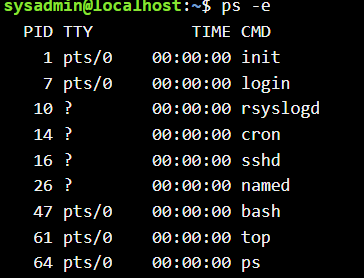 sysadmin@localhost:~$ ps -e
PID TTY TIME CMD
1 pts/0 00:00:00 init
7 pts/0 00:00:00 login
10 ? 00:00:00 rsyslogd
14 ? 00:00:00 cron
16 ? 00:00:00 sshd
26 ? 00:00:00 named
47 pts/0 00:00:00 bash
61 pts/0 00:00:00 top
64 pts/0 00:00:00 ps